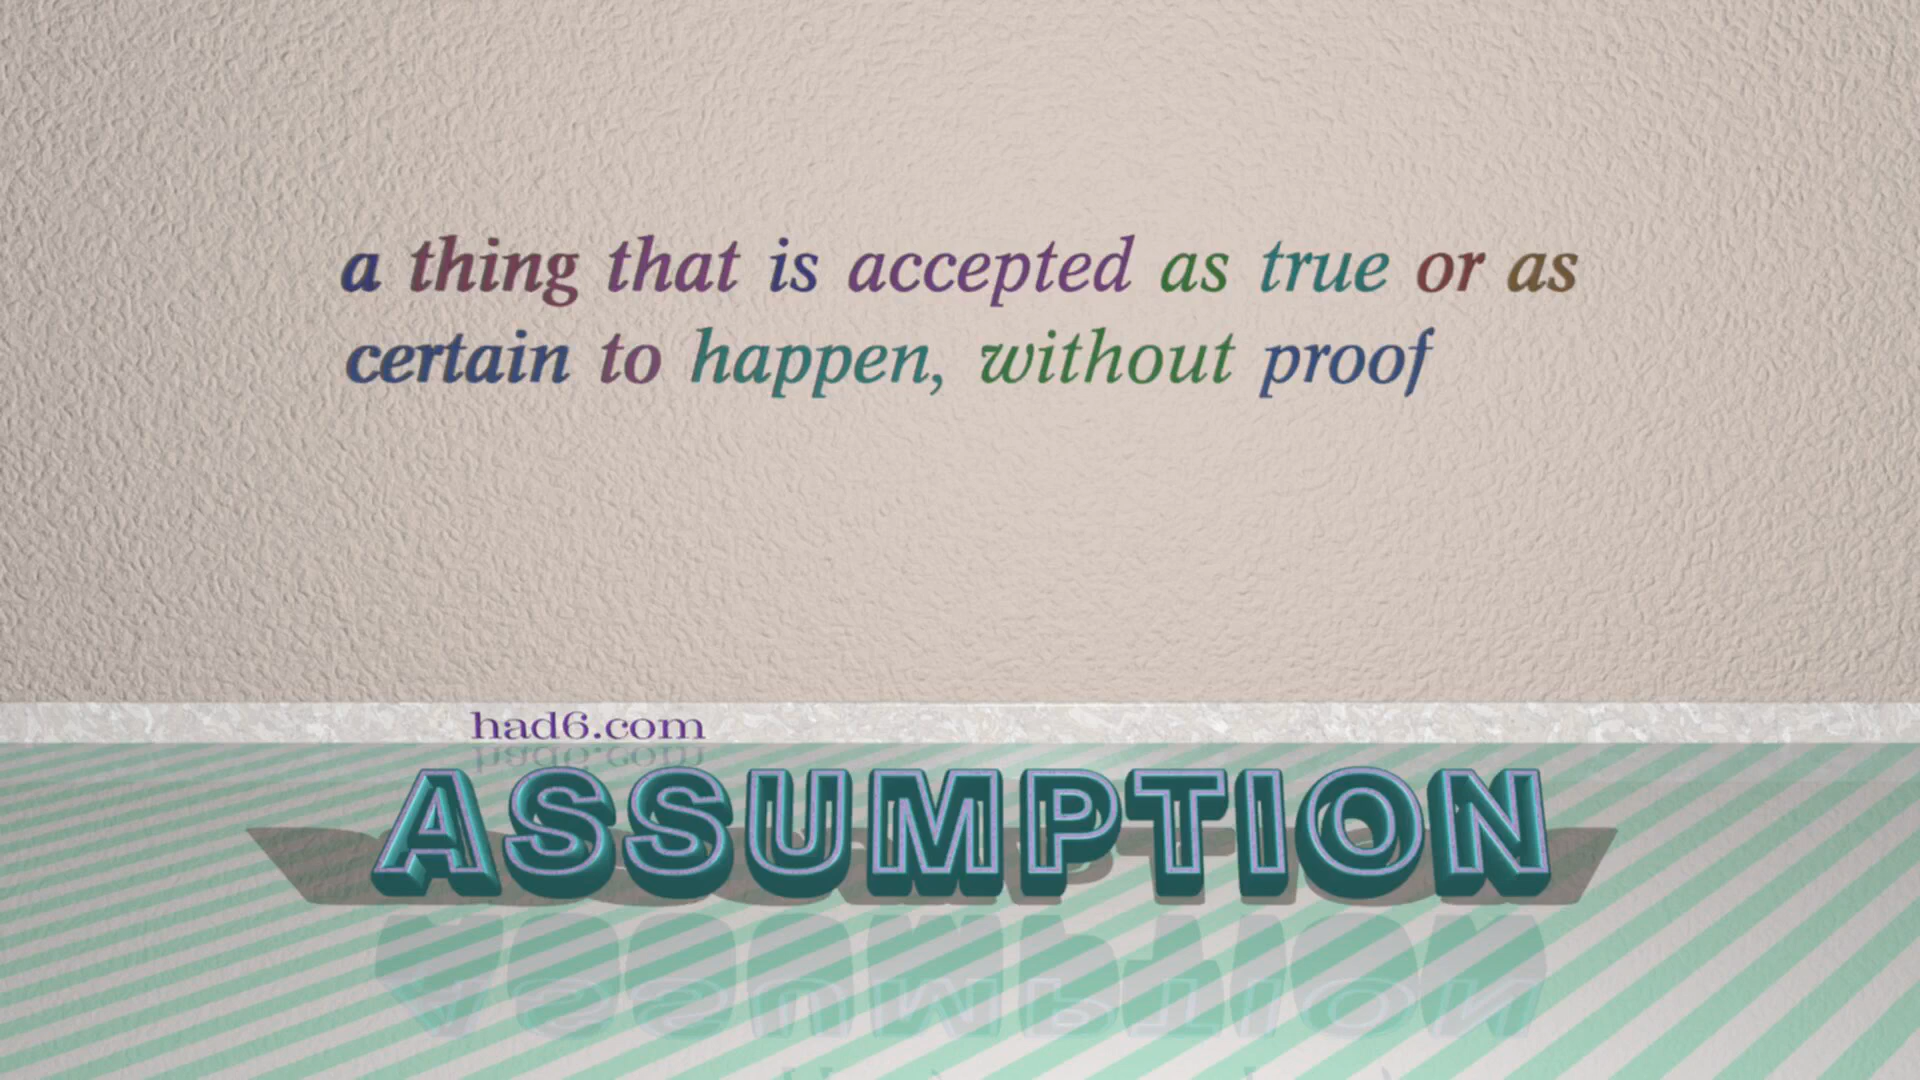 a thing that is accepted as true or as
certain to happen, without proof
had6.com
ASSUMPTION